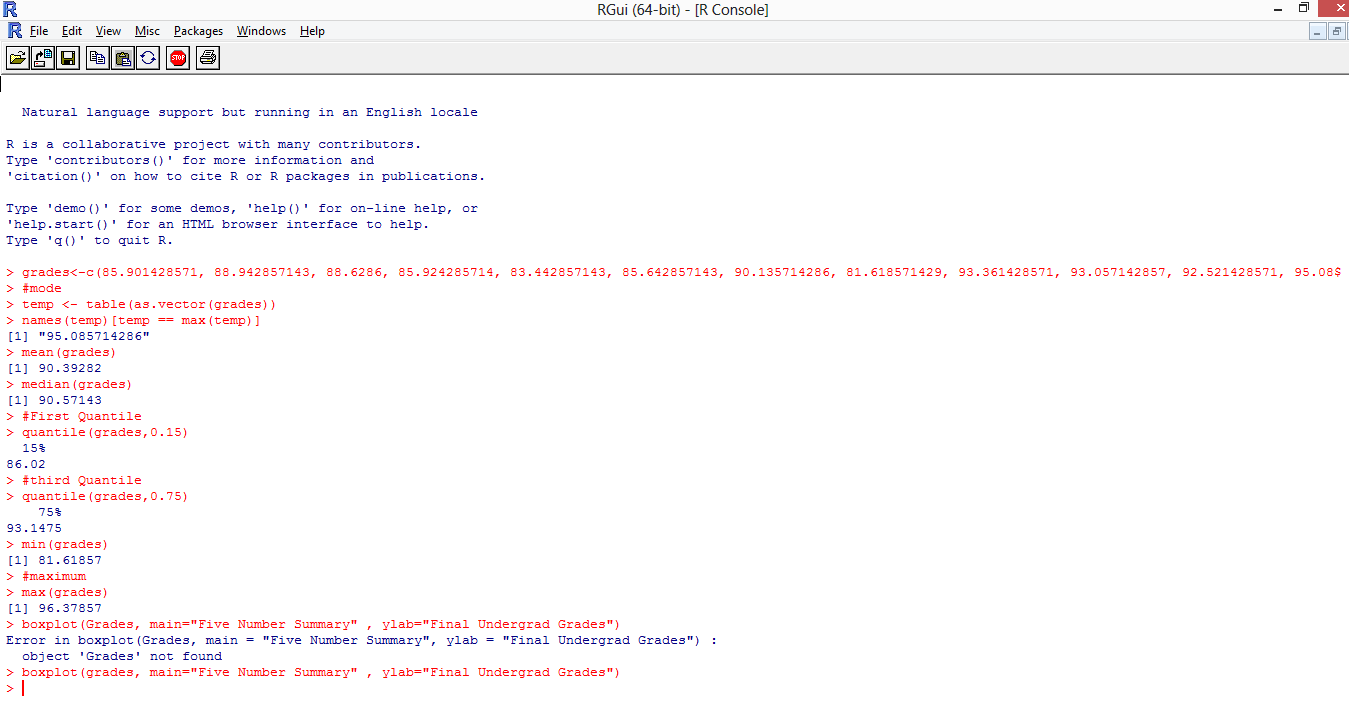 RGui (64-bit) - [R Console]
File Edit View Misc Packages Windows Help
STOP
Natural language support but running in an English locale
R is a collaborative project with many contributors.
Type 'contributors()' for more information and
'citation()' on how to cite R or R packages in publications.
Type 'demo()' for some demos, 'help()' for on-line help, or
'help.start()' for an HTML browser interface to help.
Type 'q()' to quit R.
> grades<-c(85.901428571, 88.942857143, 88.6286, 85.924285714, 83.442857143, 85.642857143, 90.135714286, 81.618571429, 93.361428571, 93.057142857, 92.521428571, 95.08$
> #mode
> temp <- table(as.vector(grades))
> names(temp)[temp == max(temp)]
[1] "95.085714286"
> mean(grades)
[1] 90.39282
> median(grades)
[1] 90.57143
> #First Quantile
> quantile(grades,0.15)
15%
86.02
> #third Quantile
> quantile(grades,0.75)
75%
93.1475
> min(grades)
[1] 81.61857
> #maximum
> max(grades)
[1] 96.37857
> boxplot(Grades, main="Five Number Summary" , ylab="Final Undergrad Grades")
Error in boxplot(Grades, main = "Five Number Summary", ylab = "Final Undergrad Grades") :
object 'Grades' not found
> boxplot(grades, main="Five Number Summary" , ylab="Final Undergrad Grades")
>